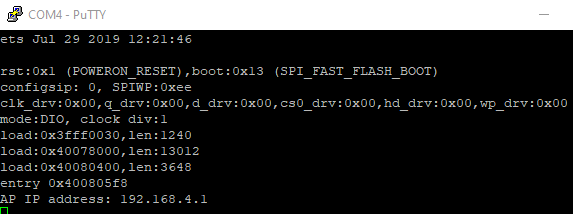 COM4 - PuTTY
ets Jul 29 2019 12:21:46
rst:0x1 (POWERON_RESET),boot:0x13 (SPI_FAST_FLASH_BOOT)
configsip: 0, SPIWP:0xee
clk_drv:0x00,q_drv:0x00,d_drv:0x00,cs0_drv:0x00,hd_drv:0x00,wp_drv:0x00
mode:DIO, clock div:1
load:0x3fff0030,len:1240
load:0x40078000,len:13012
load:0x40080400,len:3648
entry 0x400805f8
AP IP address: 192.168.4.1